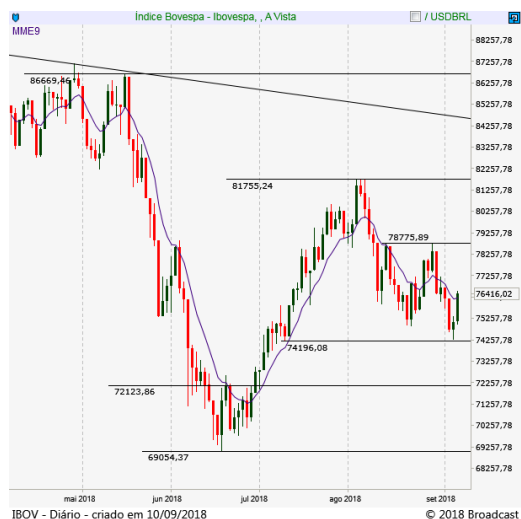 Índice Bovespa - Ibovespa, , A Vista
/ USDBRL
MME9
88257,78
87257,78
86257,78
85257,78
84257,78
83257,78
82257,78
81257,78
80257,78
79257,78
78257,78
77257,78
76416,02
75257,78
74257,78
73257,78
72257,78
71257,78
70257,78
69257,78
68257,78
86669,46
81755,24
78775,89
74196,08
72123,86
69054,37
mai 2018
jun 2018
jul 2018
ago 2018
set 2018
IBOV - Diário - criado em 10/09/2018
© 2018 Broadcast